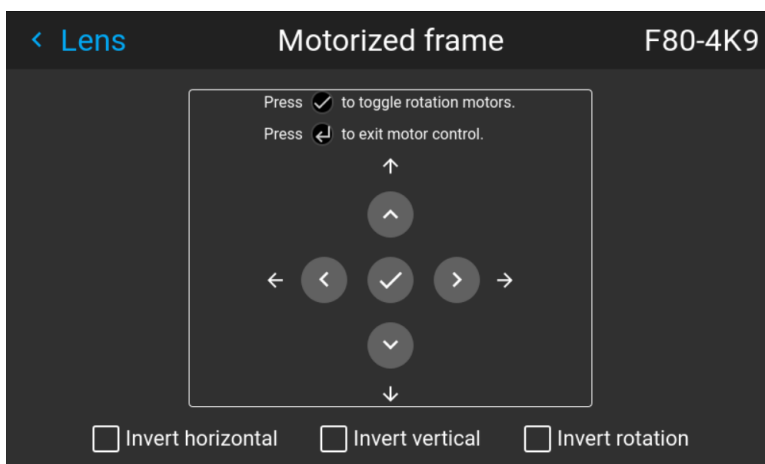 Lens Motorized frame F80-4K9
Press to toggle rotation motors.
Press to exit motor control.
Invert horizontal Invert vertical Invert rotation